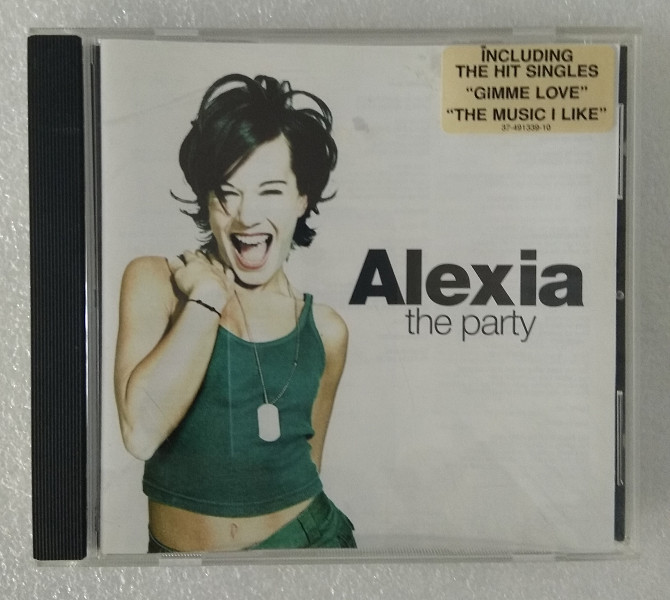 INCLUDING
THE HIT SINGLES
“GIMME LOVE”
“THE MUSIC I LIKE”
37-491339-10
Alexia
the party